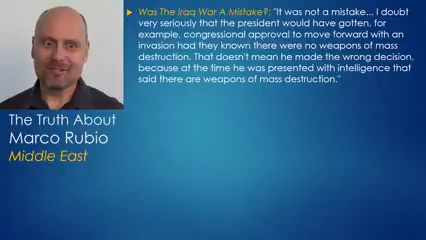 Was The Iraq War A Mistake?: "It was not a mistake... I doubt
very seriously that the president would have gotten, for
example, congressional approval to move forward with an
invasion had they known there were no weapons of mass
destruction. That doesn't mean he made the wrong decision,
because at the time he was presented with intelligence that
said there are weapons of mass destruction."
The Truth About
Marco Rubio
Middle East